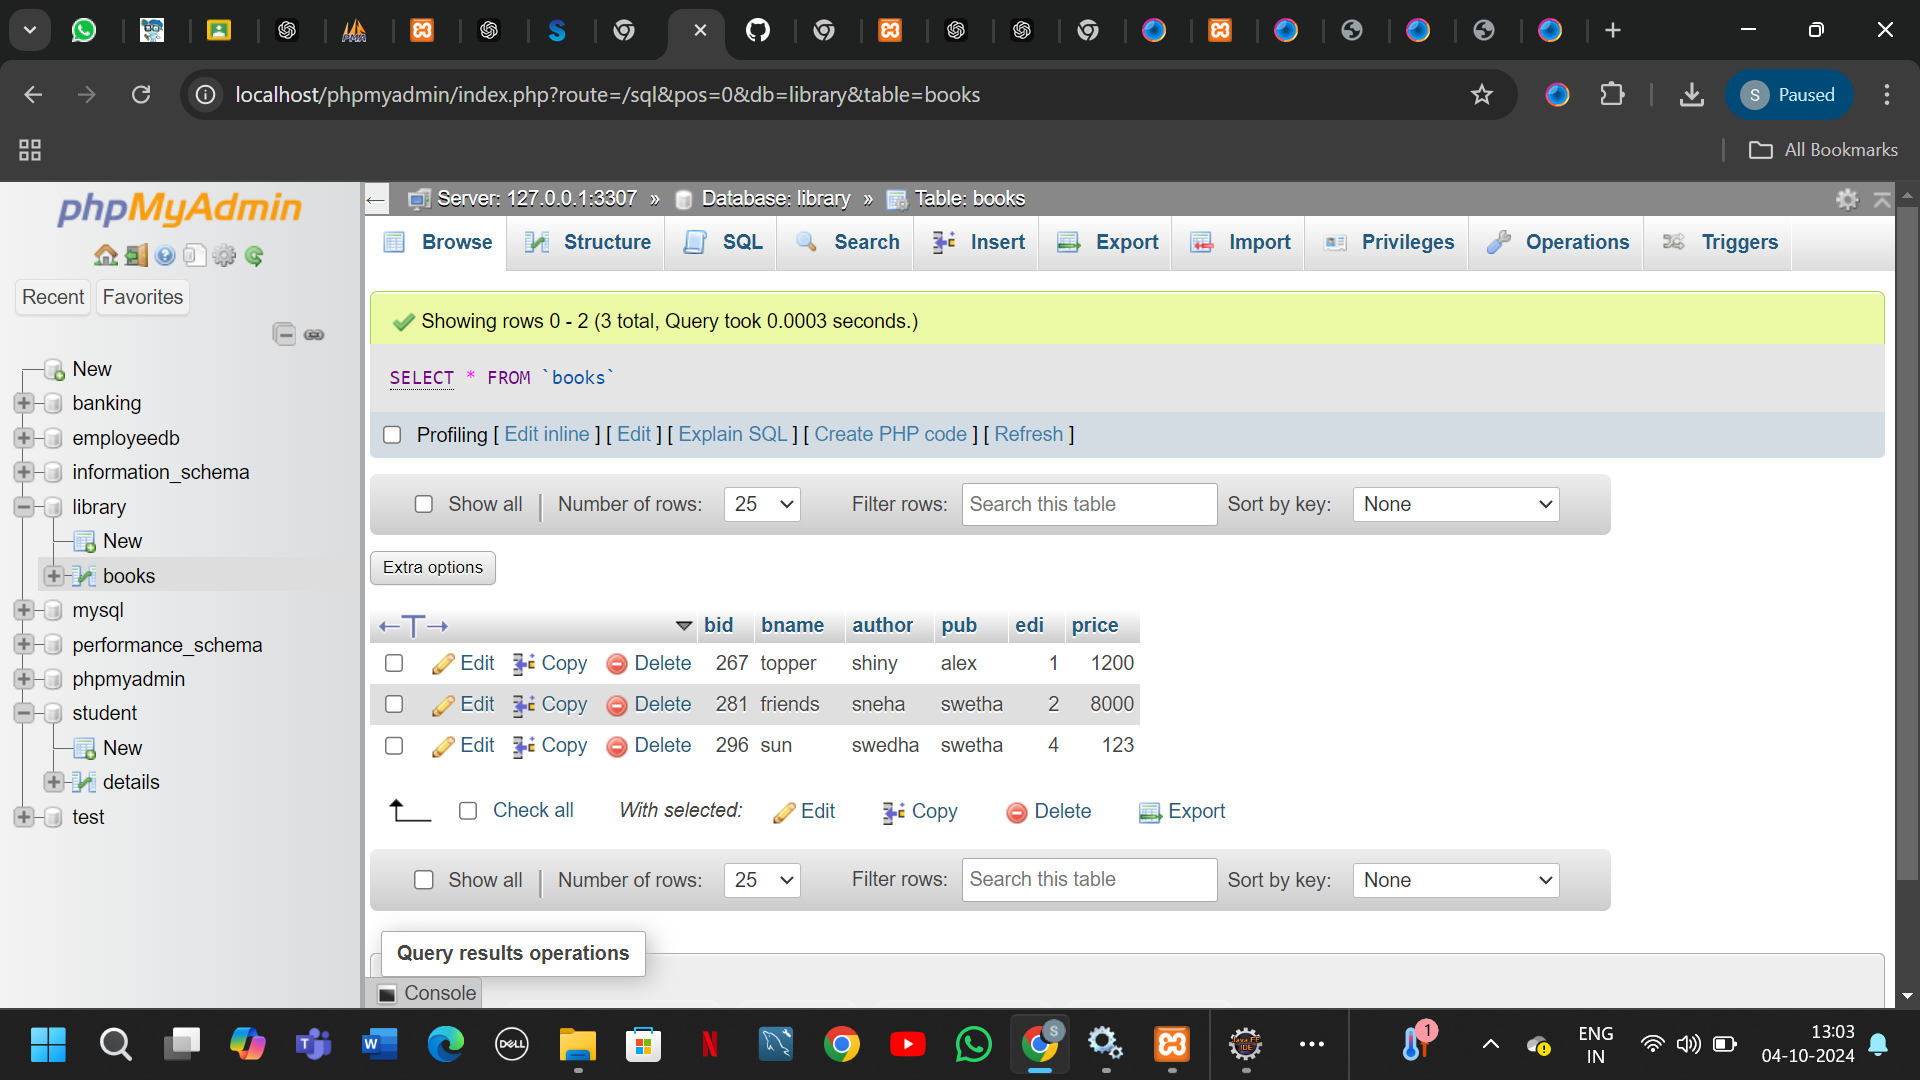 localhost/phpmyadmin/index.php?route=/sql&pos=0&db=library&table=books
S Paused
All Bookmarks
phpMyAdmin
Recent Favorites
New
banking
employeedb
information_schema
library
New
books
mysql
performance_schema
phpmyadmin
student
New
details
test
Server: 127.0.0.1:3307 » Database: library » Table: books
Browse Structure SQL Search Insert Export Import Privileges Operations Triggers
Showing rows 0 - 2 (3 total, Query took 0.0003 seconds.)
SELECT * FROM `books`
Profiling [ Edit inline ] [ Edit ] [ Explain SQL ] [ Create PHP code ] [ Refresh ]
Show all Number of rows: 25 Filter rows: Search this table Sort by key: None
Extra options
bid bname author pub edi price
Edit Copy Delete 267 topper shiny alex 1 1200
Edit Copy Delete 281 friends sneha swetha 2 8000
Edit Copy Delete 296 sun swedha swetha 4 123
Check all With selected: Edit Copy Delete Export
Show all Number of rows: 25 Filter rows: Search this table Sort by key: None
Query results operations
Console
DELL
S
1
ENG
IN
13:03
04-10-2024